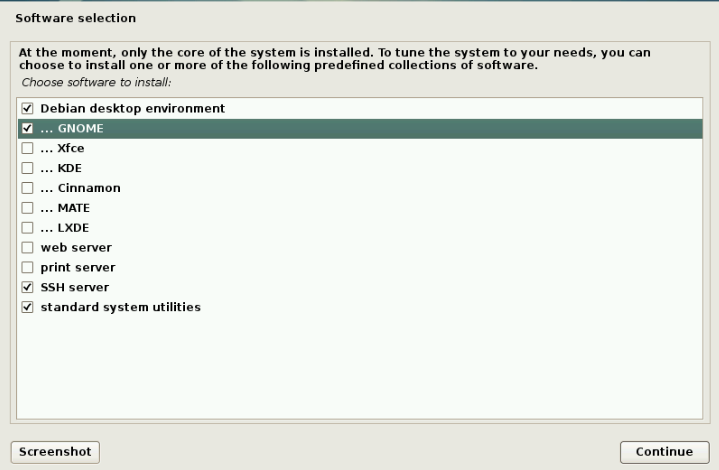 Software selection
At the moment, only the core of the system is installed. To tune the system to your needs, you can
choose to install one or more of the following predefined collections of software.
Choose software to install:
Debian desktop environment
... GNOME
... Xfce
... KDE
... Cinnamon
... MATE
... LXDE
web server
print server
SSH server
standard system utilities
Screenshot
Continue